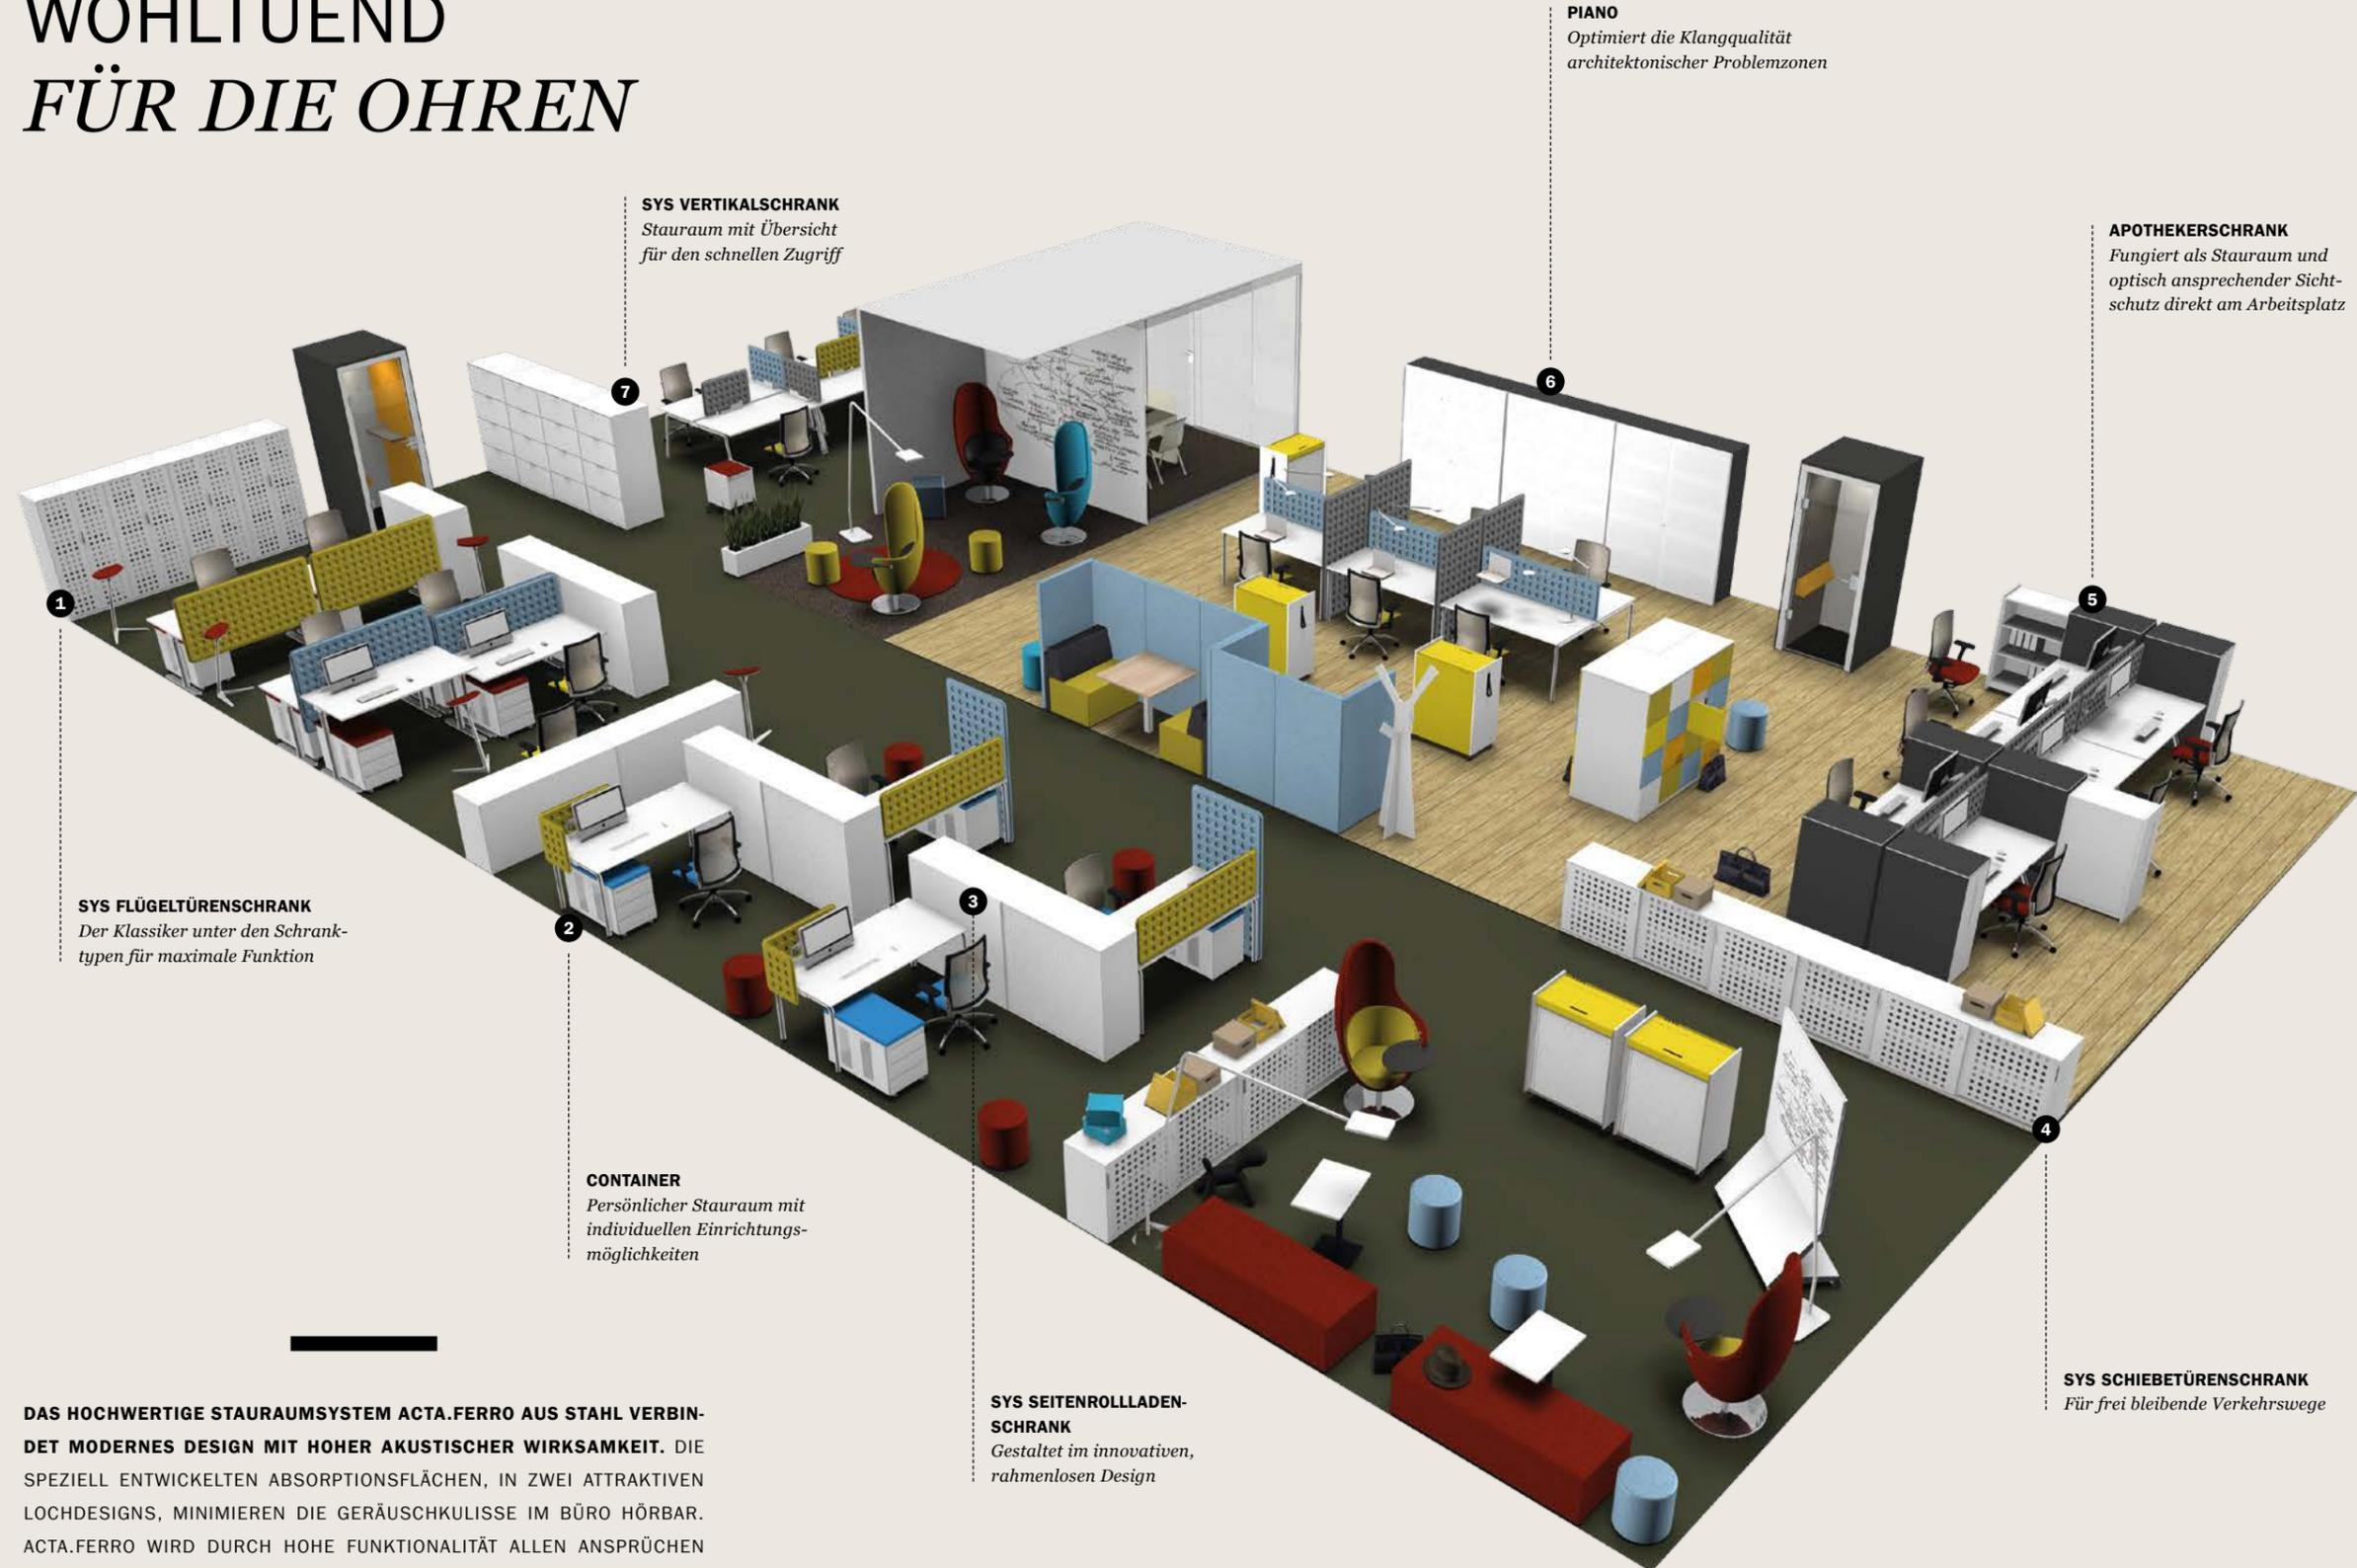 WOHLTUEND
FÜR DIE OHREN
PIANO
Optimiert die Klangqualität
architektonischer Problemzonen
SYS VERTIKALSCHRANK
Stauraum mit Übersicht
für den schnellen Zugriff
APOTHEKERSCHRANK
Fungiert als Stauraum und
optisch ansprechender Sicht-
schutz direkt am Arbeitsplatz
7
6
1
5
2
3
4
SYS FLÜGELTÜRENSCHRANK
Der Klassiker unter den Schrank-
typen für maximale Funktion
CONTAINER
Persönlicher Stauraum mit
individuellen Einrichtungs-
möglichkeiten
SYS SEITENROLLLADEN-
SCHRANK
Gestaltet im innovativen,
rahmenlosen Design
SYS SCHIEBETÜRENSCHRANK
Für frei bleibende Verkehrswege
DAS HOCHWERTIGE STAURAUMSYSTEM ACTA.FERRO AUS STAHL VERBIN-
DET MODERNES DESIGN MIT HOHER AKUSTISCHER WIRKSAMKEIT. DIE
SPEZIELL ENTWICKELTEN ABSORPTIONSFLÄCHEN, IN ZWEI ATTRAKTIVEN
LOCHDESIGNS, MINIMIEREN DIE GERÄUSCHKULISSE IM BÜRO HÖRBAR.
ACTA.FERRO WIRD DURCH HOHE FUNKTIONALITÄT ALLEN ANSPRÜCHEN